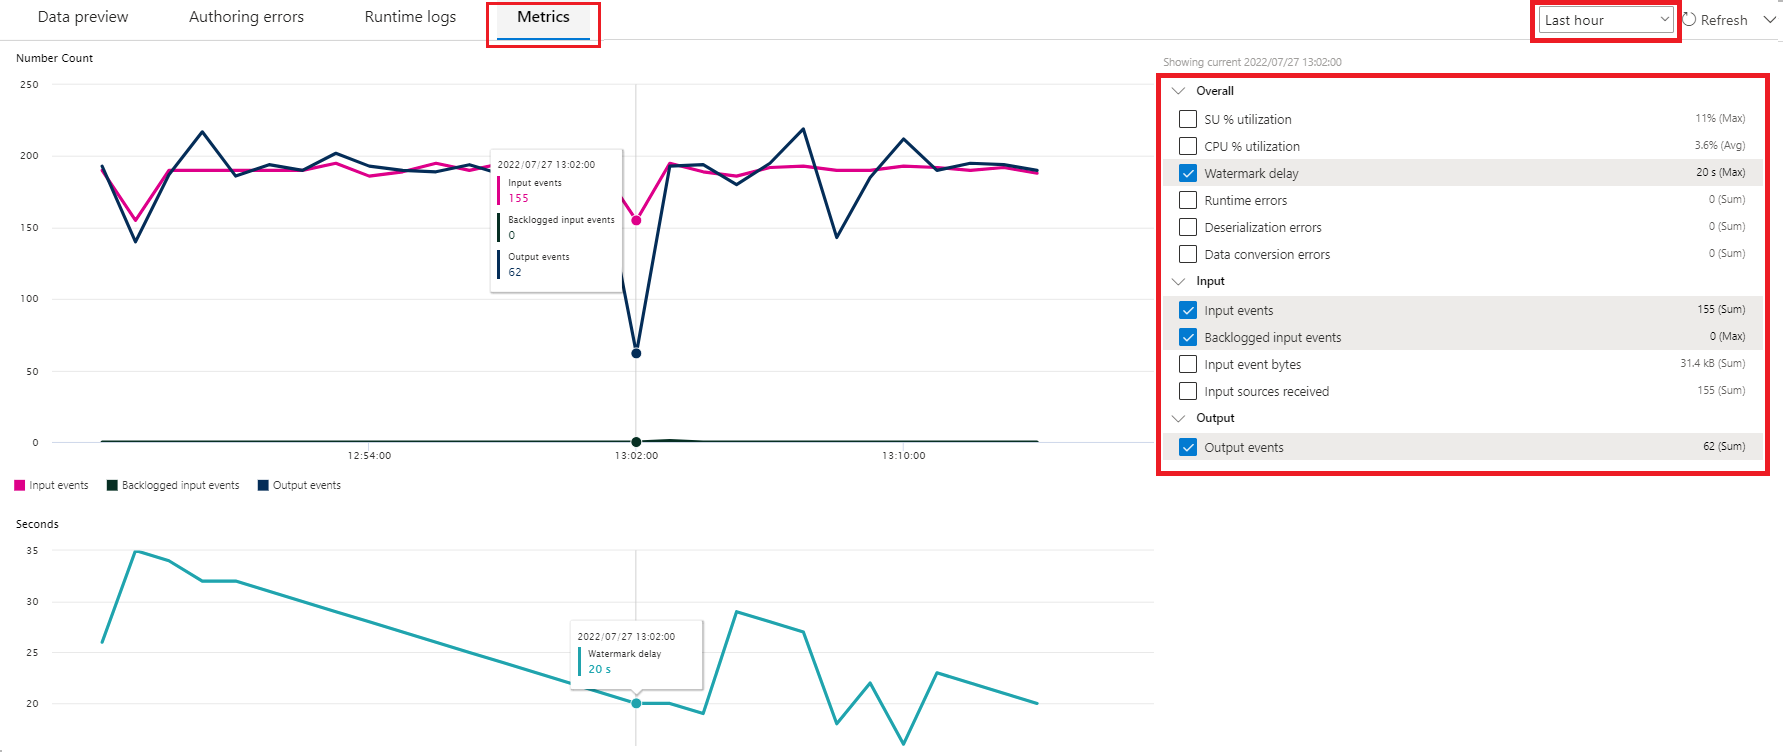 Data preview Authoring errors Runtime logs Metrics Last hour Refresh
Number Count
250
200
150
100
50
0
12:54:00 13:02:00 13:10:00
2022/07/27 13:02:00
Input events
155
Backlogged input events
0
Output events
62
Input events Backlogged input events Output events
Seconds
35
30
25
20
2022/07/27 13:02:00
Watermark delay
20 s
Showing current 2022/07/27 13:02:00
Overall
SU % utilization 11% (Max)
CPU % utilization 3.6% (Avg)
Watermark delay 20 s (Max)
Runtime errors 0 (Sum)
Deserialization errors 0 (Sum)
Data conversion errors 0 (Sum)
Input
Input events 155 (Sum)
Backlogged input events 0 (Max)
Input event bytes 31.4 kB (Sum)
Input sources received 155 (Sum)
Output
Output events 62 (Sum)